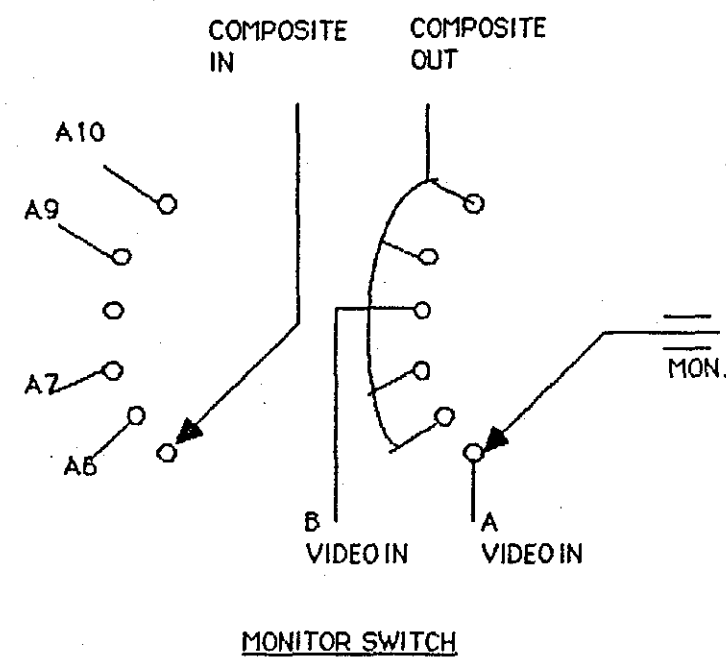 COMPOSITE
IN
COMPOSITE
OUT
A10
A9
A7
A6
MON.
B
VIDEO IN
A
VIDEO IN
MONITOR SWITCH